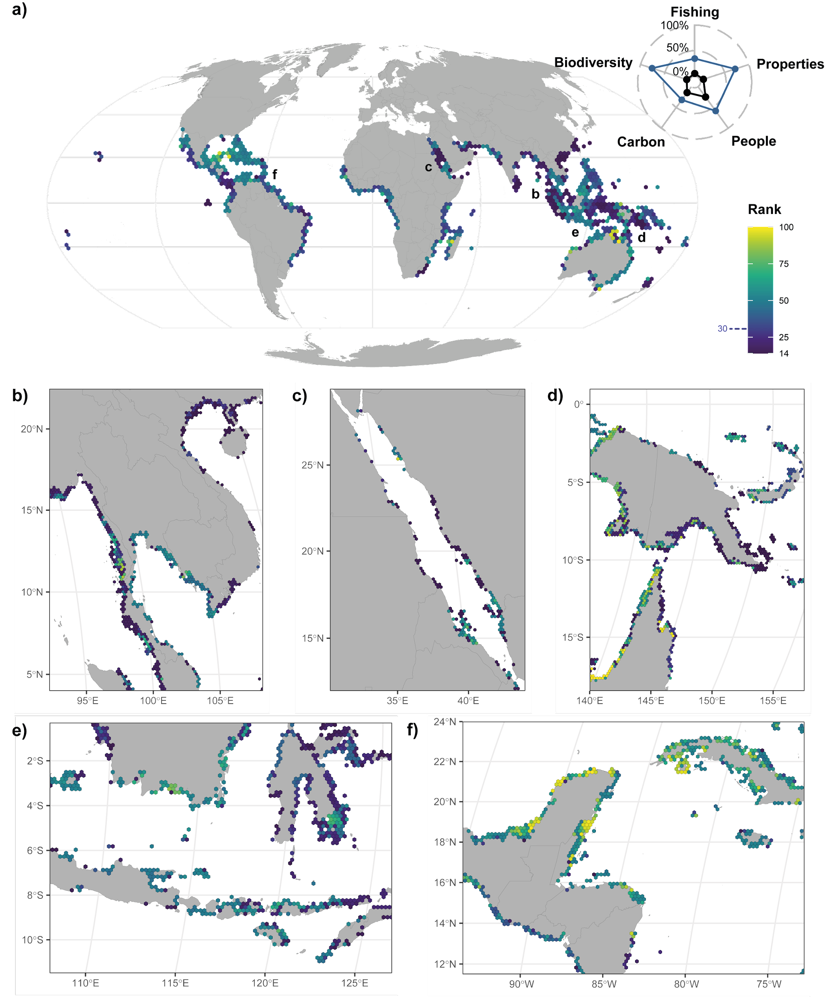 a)
Fishing
100%
50%
0%
Biodiversity
Properties
Carbon
People
f
c
b
e
d
Rank
100
75
50
30
25
14
b)
20°N
15°N
10°N
5°N
95°E
100°E
105°E
c)
25°N
20°N
15°N
35°E
40°E
d)
0°
5°S
10°S
15°S
140°E
145°E
150°E
155°E
e)
2°S
4°S
6°S
8°S
10°S
110°E
115°E
120°E
125°E
f)
24°N
22°N
20°N
18°N
16°N
14°N
12°N
90°W
85°W
80°W
75°W